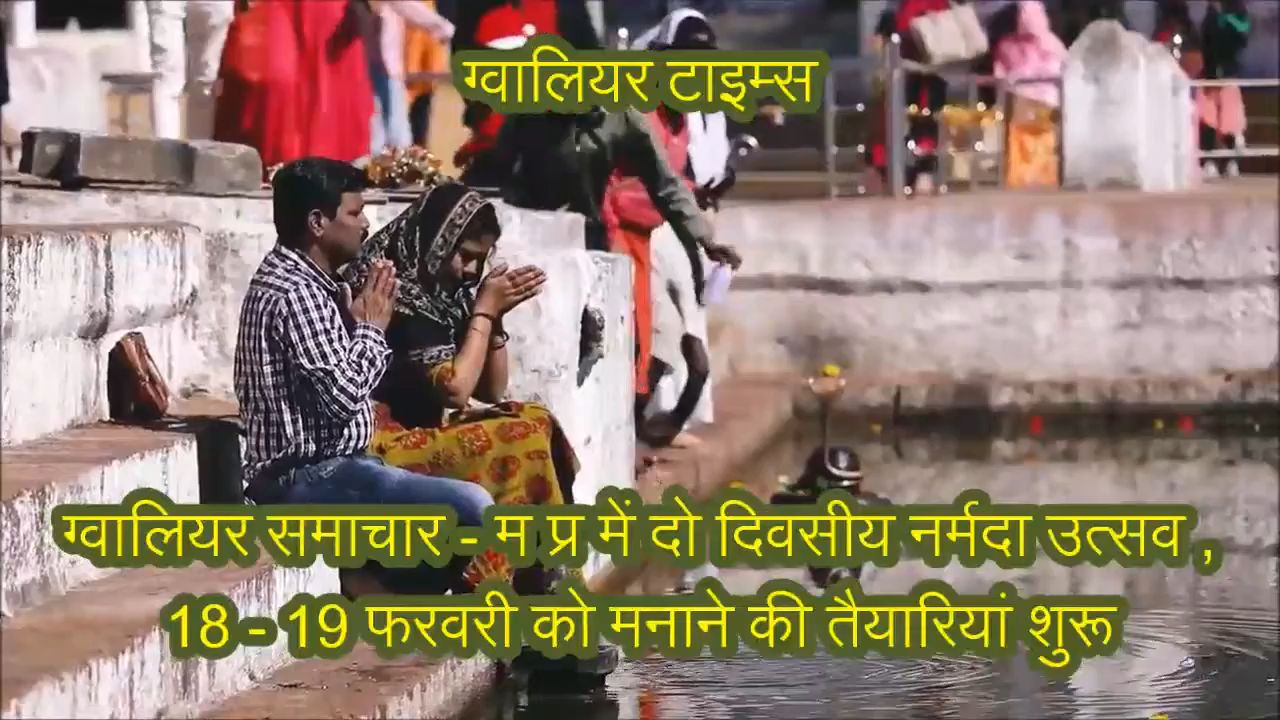 ग्वालियर टाइम्स
ग्वालियर समाचार - म प्र में दो दिवसीय नर्मदा उत्सव ,
18 - 19 फरवरी को मनाने की तैयारियां शुरू